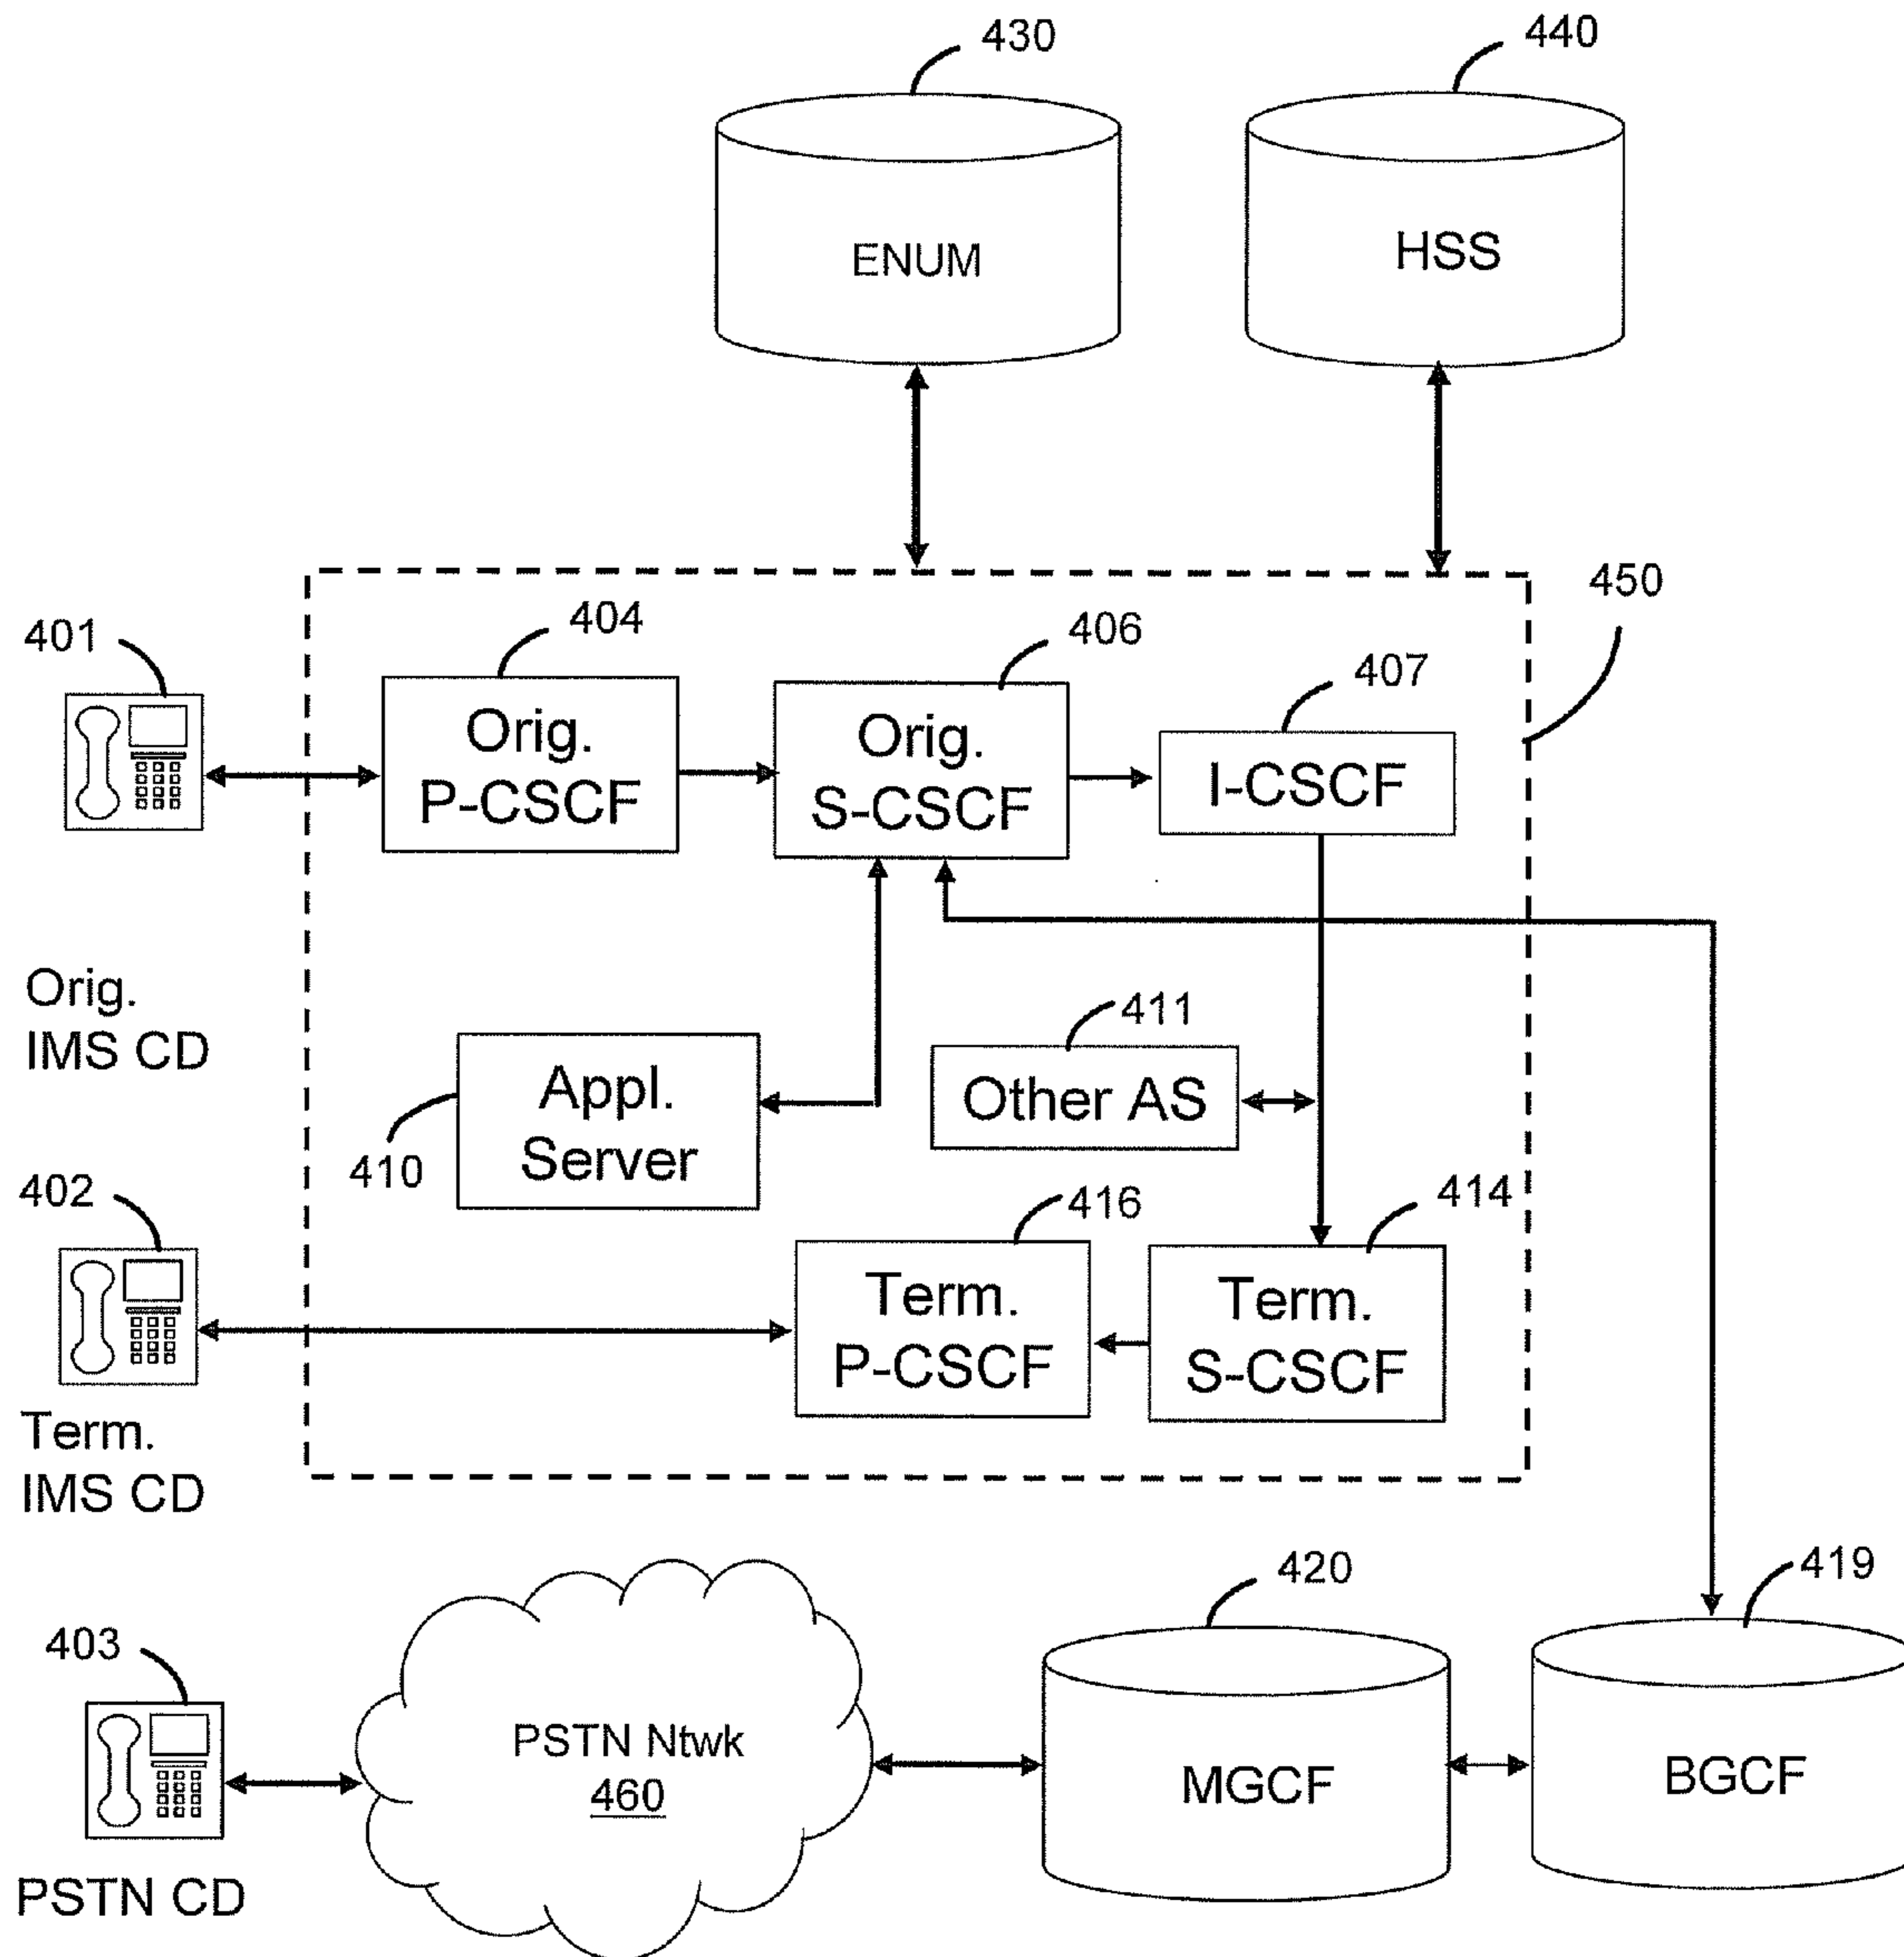 430
440
ENUM
HSS
450
401
404
406
407
Orig.
P-CSCF
Orig.
S-CSCF
I-CSCF
Orig.
IMS CD
411
Appl.
Server
Other AS
410
402
416
414
Term.
P-CSCF
Term.
S-CSCF
Term.
IMS CD
420
419
403
PSTN Ntwk
460
MGCF
BGCF
PSTN CD